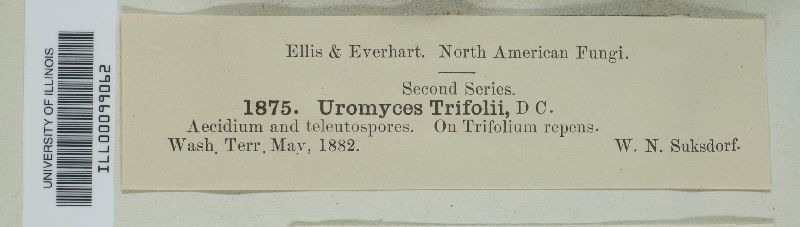 UNIVERSITY OF ILLINOIS
ILL00099062
Ellis & Everhart. North American Fungi.
Second Series.
1875. Uromyces Trifolii, D C.
Aecidium and teleutospores. On Trifolium repens.
Wash. Terr. May, 1882. W. N. Suksdorf.